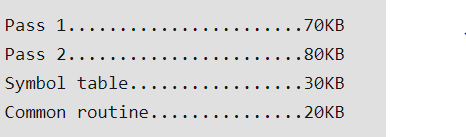 Pass 1......................70KB
Pass 2......................80KB
Symbol table................30KB
Common routine..............20KB